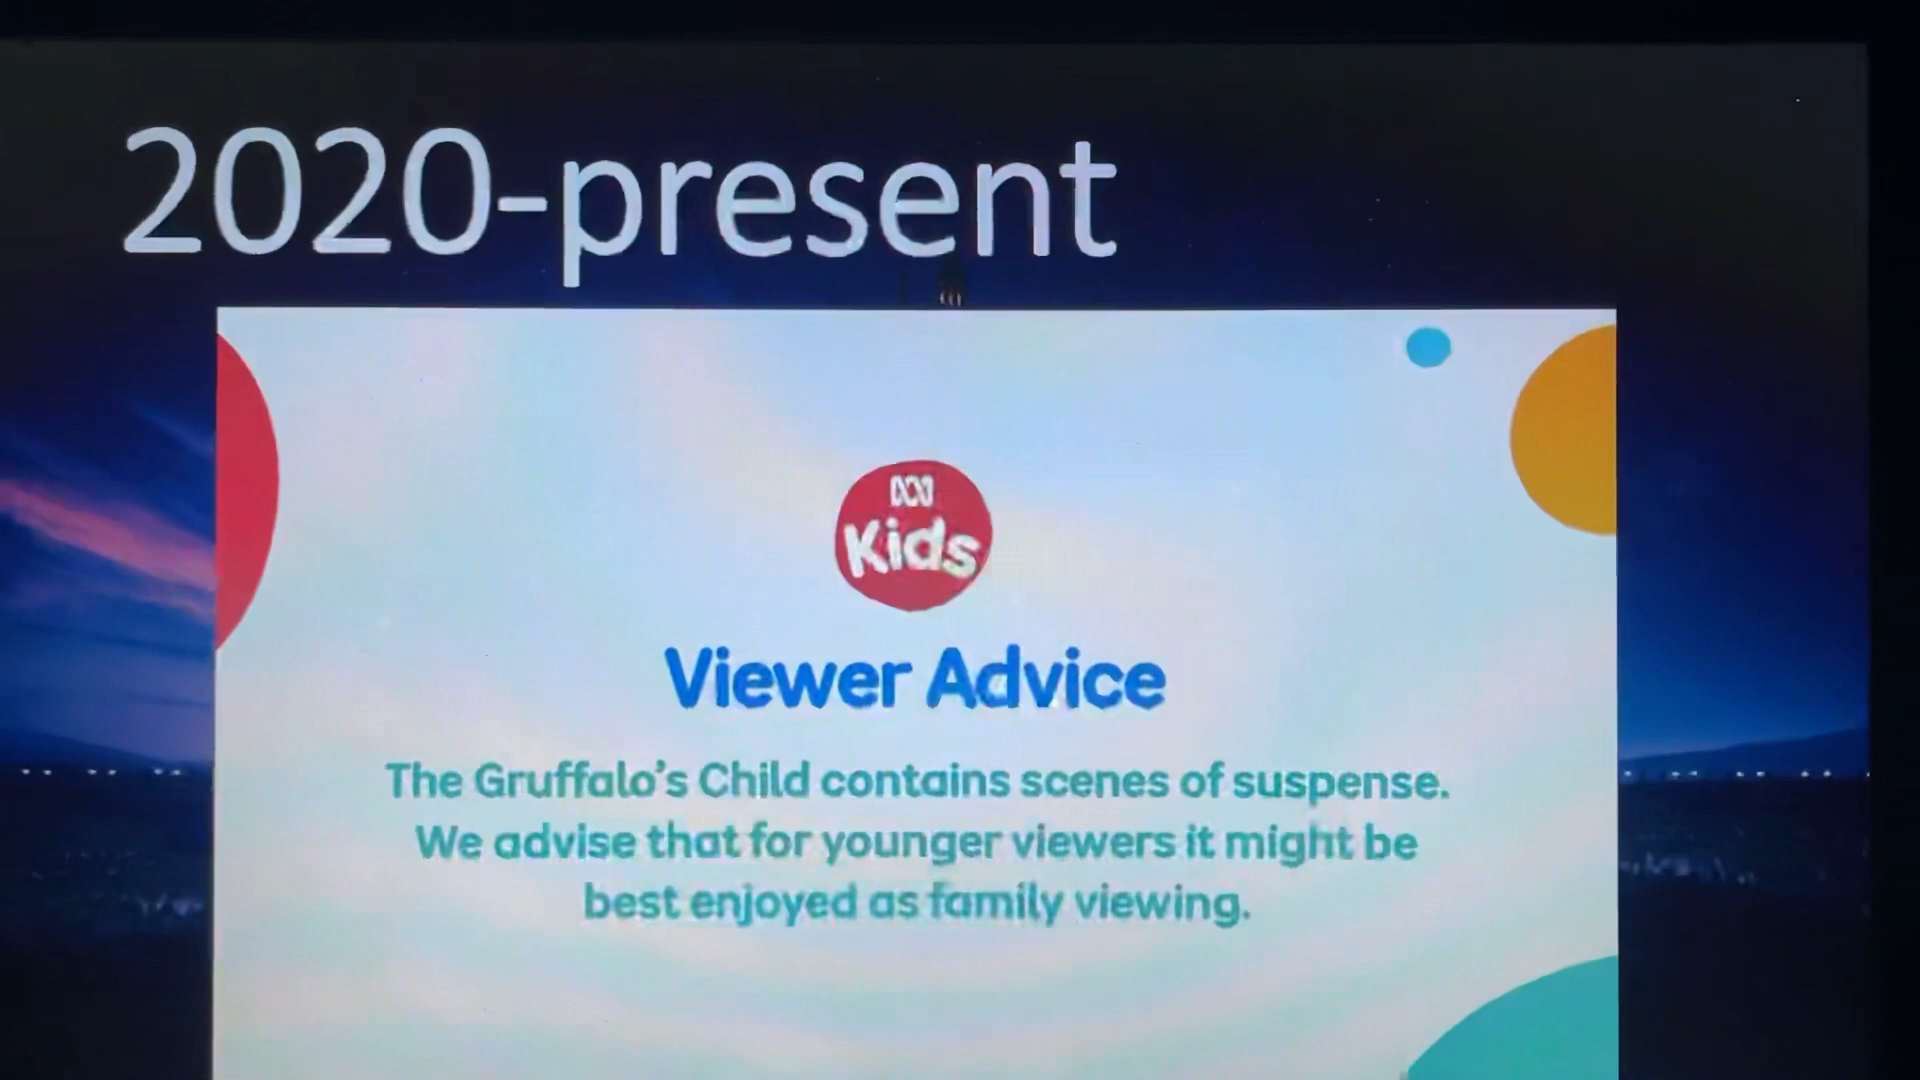 2020-present
abc
Kids
Viewer Advice
The Gruffalo's Child contains scenes of suspense.
We advise that for younger viewers it might be
best enjoyed as family viewing.